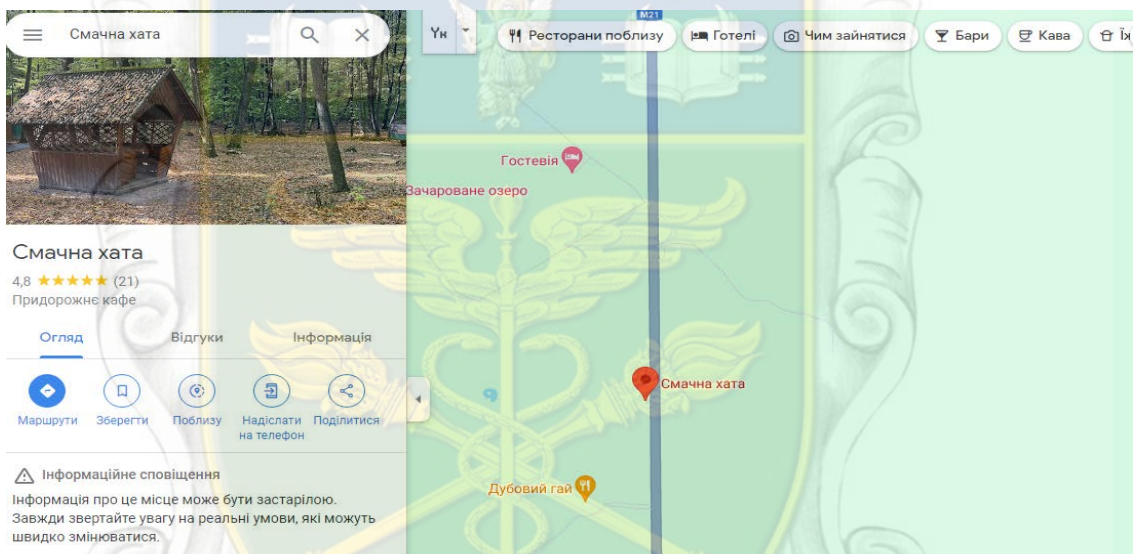 Смачна хата
Ун
Ресторани поблизу
Готелі
Чим зайнятися
Бари
Кава
Їж
M21
Гостевія
Зачароване озеро
Смачна хата
4,8 ★★★★★ (21)
Придорожнє кафе
Огляд
Відгуки
Інформація
Маршрути
Зберегти
Поблизу
Надіслати
на телефон
Поділитися
Смачна хата
Дубовий гай
Інформаційне сповіщення
Інформація про це місце може бути застарілою.
Завжди звертайте увагу на реальні умови, які можуть
швидко змінюватися.